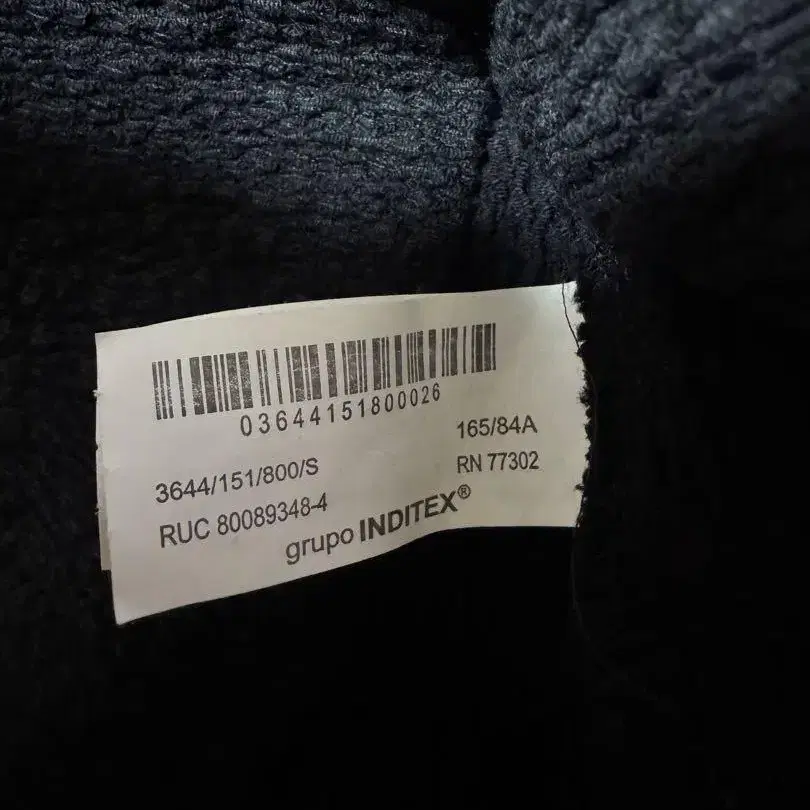 03644151800026
165/84A
3644/151/800/S
RN 77302
RUC 80089348-4
grupo INDITEX®